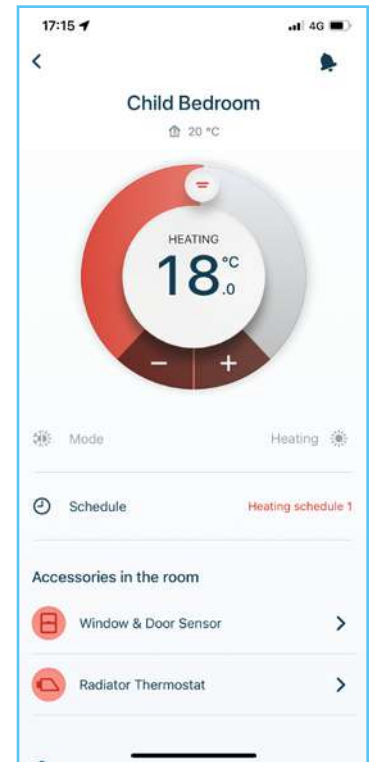 17:15 4G
Child Bedroom
20 °C
HEATING
18.0 °C
− +
Mode Heating
Schedule Heating schedule 1
Accessories in the room
Window & Door Sensor
Radiator Thermostat